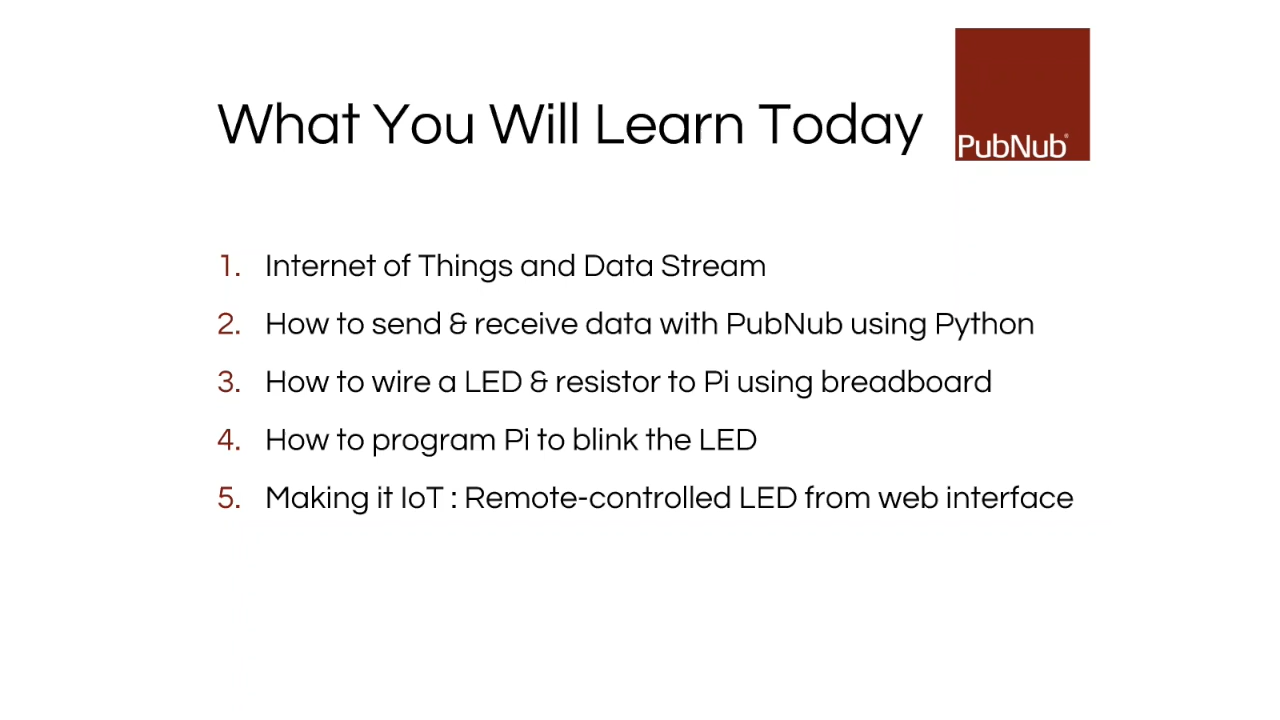 What You Will Learn Today
PubNub®
1. Internet of Things and Data Stream
2. How to send & receive data with PubNub using Python
3. How to wire a LED & resistor to Pi using breadboard
4. How to program Pi to blink the LED
5. Making it IoT : Remote-controlled LED from web interface